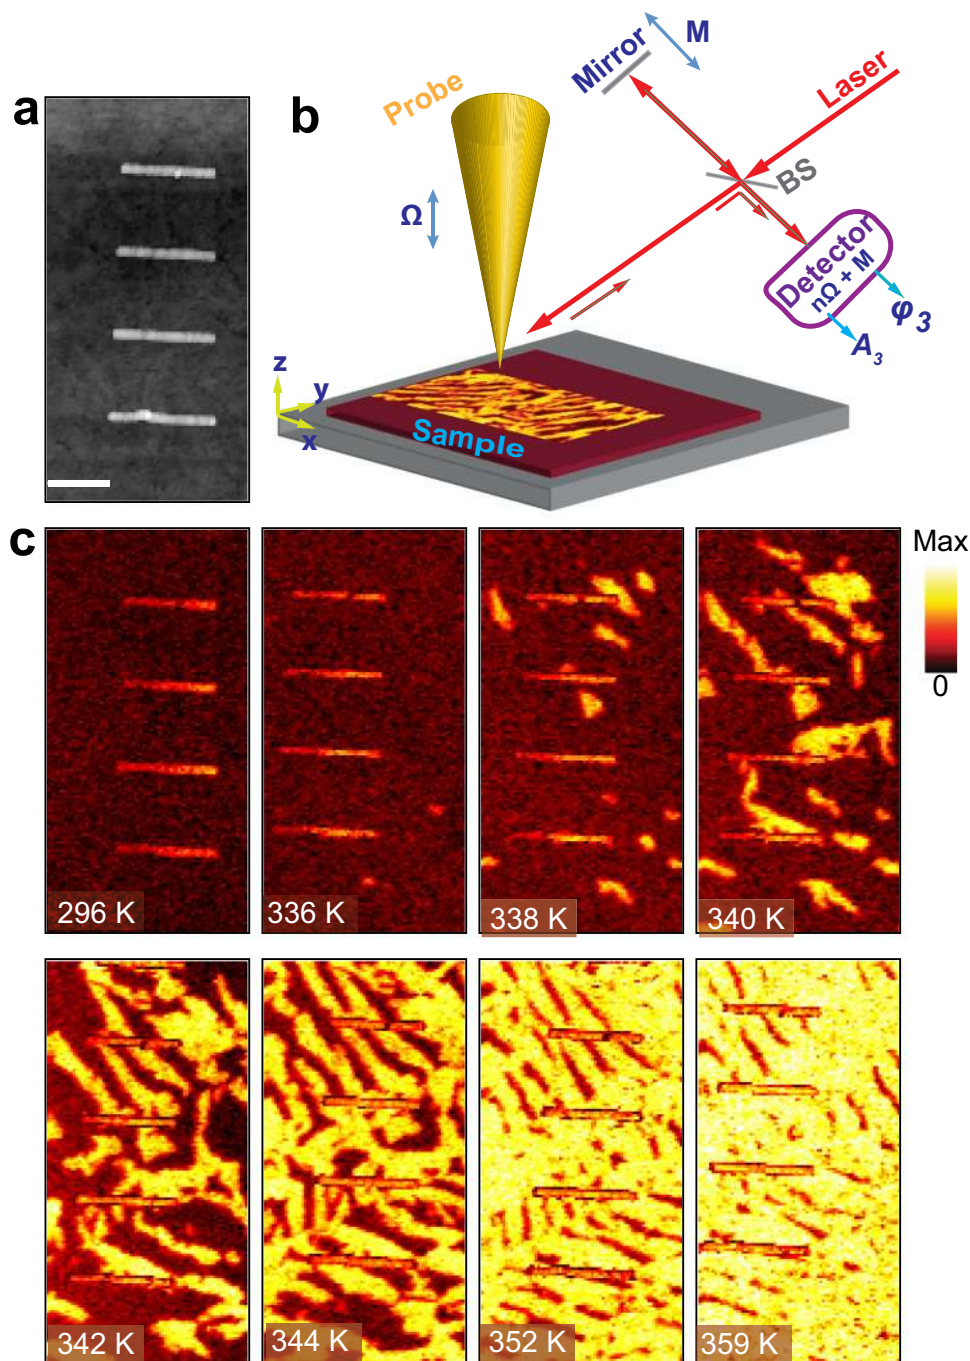 a
b
Probe
Ω
Mirror
M
Laser
BS
Detector
nΩ + M
φ3
A3
z
y
x
Sample
c
Max
0
296 K
336 K
338 K
340 K
342 K
344 K
352 K
359 K